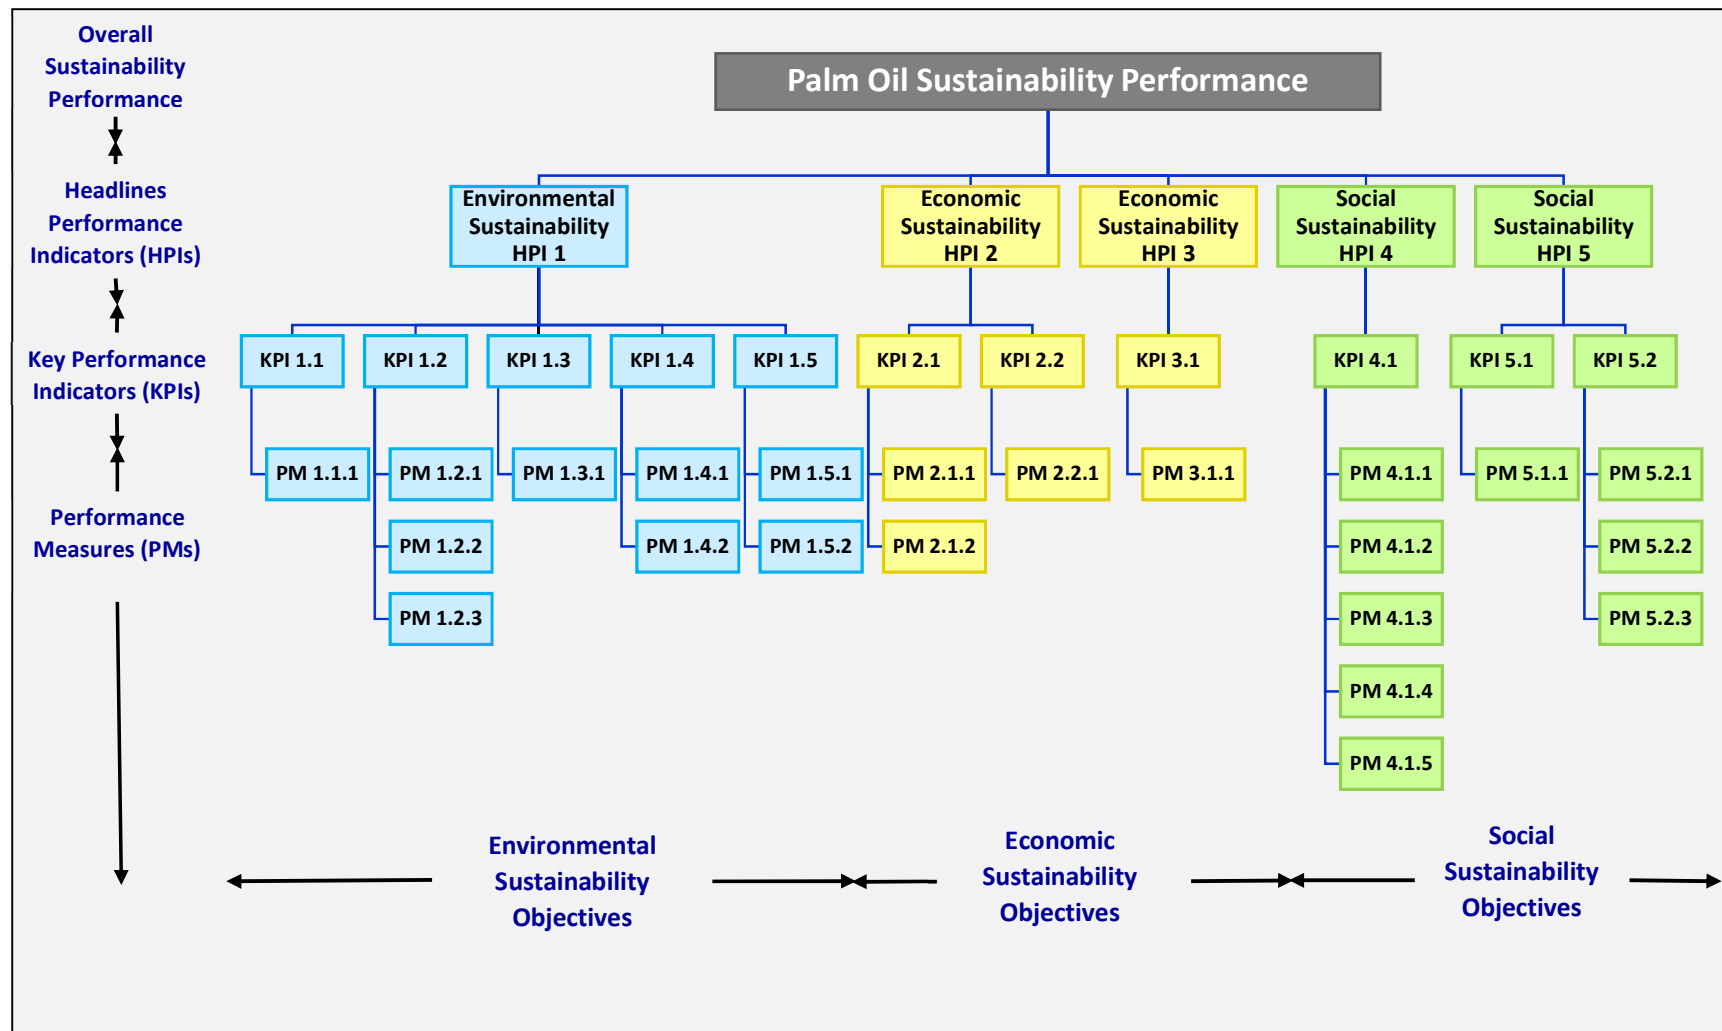 Overall
Sustainability
Performance
Palm Oil Sustainability Performance
Headlines
Performance
Indicators (HPIs)
Environmental
Sustainability
HPI 1
Economic
Sustainability
HPI 2
Economic
Sustainability
HPI 3
Social
Sustainability
HPI 4
Social
Sustainability
HPI 5
Key Performance
Indicators (KPIs)
KPI 1.1
KPI 1.2
KPI 1.3
KPI 1.4
KPI 1.5
KPI 2.1
KPI 2.2
KPI 3.1
KPI 4.1
KPI 5.1
KPI 5.2
Performance
Measures (PMs)
PM 1.1.1
PM 1.2.1
PM 1.3.1
PM 1.4.1
PM 1.5.1
PM 2.1.1
PM 2.2.1
PM 3.1.1
PM 4.1.1
PM 5.1.1
PM 5.2.1
PM 1.2.2
PM 1.4.2
PM 1.5.2
PM 2.1.2
PM 4.1.2
PM 5.2.2
PM 1.2.3
PM 4.1.3
PM 5.2.3
PM 4.1.4
PM 4.1.5
Environmental
Sustainability
Objectives
Economic
Sustainability
Objectives
Social
Sustainability
Objectives